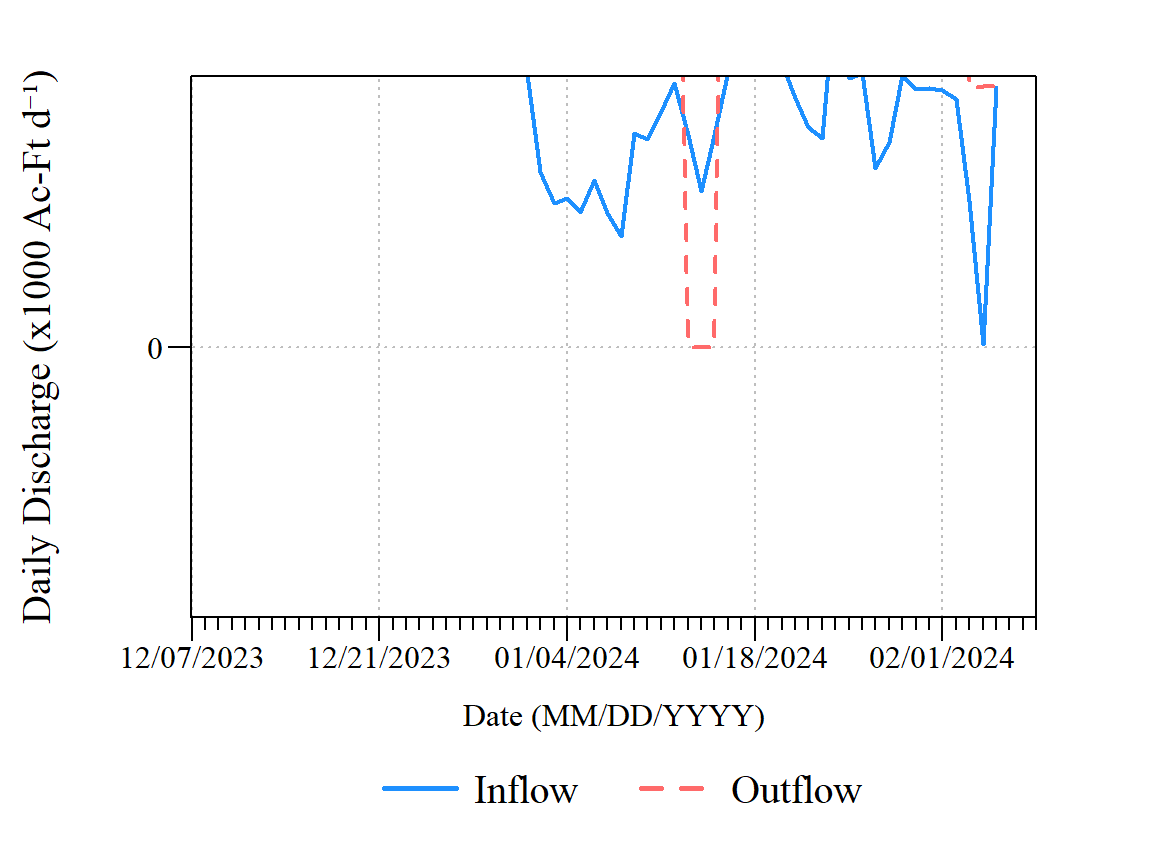 Daily Discharge (x1000 Ac-Ft d⁻¹)
0
12/07/2023 12/21/2023 01/04/2024 01/18/2024 02/01/2024
Date (MM/DD/YYYY)
Inflow Outflow